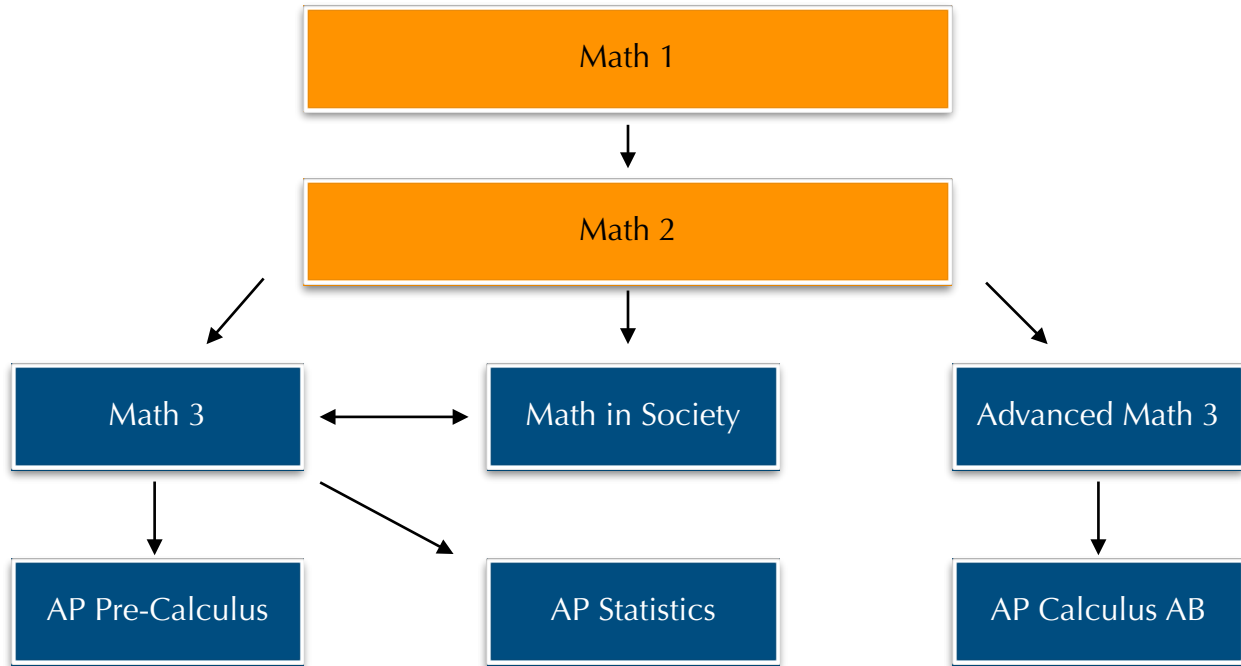 Math 1
Math 2
Math 3
Math in Society
Advanced Math 3
AP Pre-Calculus
AP Statistics
AP Calculus AB